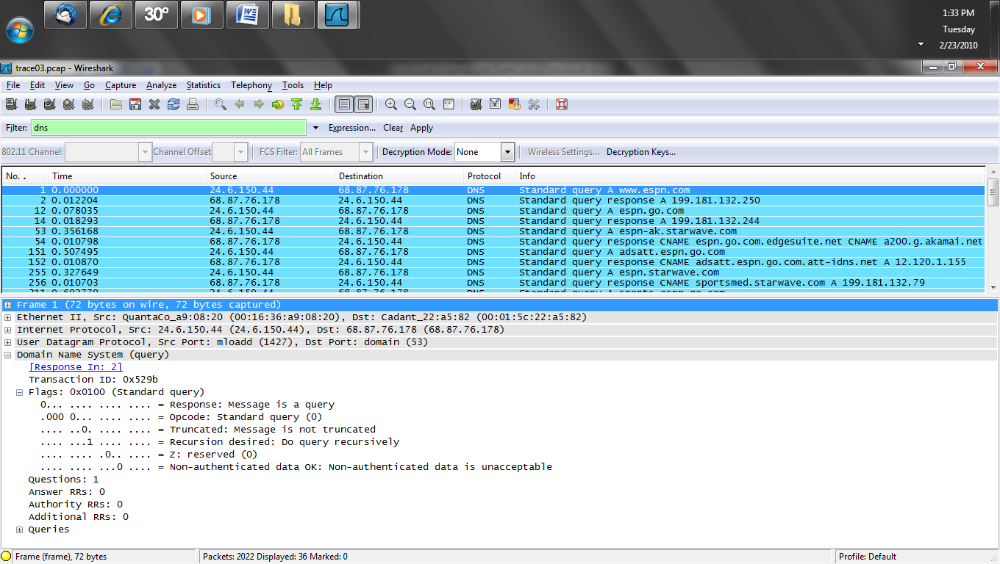 30°
1:33 PM
Tuesday
2/23/2010
trace03.pcap - Wireshark
File Edit View Go Capture Analyze Statistics Telephony Tools Help
Filter: dns Expression... Clear Apply
802.11 Channel: Channel Offset FCS Filter: All Frames Decryption Mode: None Wireless Settings... Decryption Keys...
No. . Time Source Destination Protocol Info
1 0.000000 24.6.150.44 68.87.76.178 DNS Standard query A www.espn.com
2 0.012204 68.87.76.178 24.6.150.44 DNS Standard query response A 199.181.132.250
12 0.078035 24.6.150.44 68.87.76.178 DNS Standard query A espn.go.com
14 0.018293 68.87.76.178 24.6.150.44 DNS Standard query response A 199.181.132.244
53 0.356168 24.6.150.44 68.87.76.178 DNS Standard query A espn-ak.starwave.com
54 0.010798 68.87.76.178 24.6.150.44 DNS Standard query response CNAME espn.go.com.edgesuite.net CNAME a200.g.akamai.net
151 0.507495 24.6.150.44 68.87.76.178 DNS Standard query A adsatt.espn.go.com
152 0.010870 68.87.76.178 24.6.150.44 DNS Standard query response CNAME adsatt.espn.go.com.att-idns.net A 12.120.1.155
255 0.327649 24.6.150.44 68.87.76.178 DNS Standard query A espn.starwave.com
256 0.010703 68.87.76.178 24.6.150.44 DNS Standard query response CNAME sportsmed.starwave.com A 199.181.132.79
Frame 1 (72 bytes on wire, 72 bytes captured)
Ethernet II, Src: QuantaCo_a9:08:20 (00:16:36:a9:08:20), Dst: Cadant_22:a5:82 (00:01:5c:22:a5:82)
Internet Protocol, Src: 24.6.150.44 (24.6.150.44), Dst: 68.87.76.178 (68.87.76.178)
User Datagram Protocol, Src Port: mloadd (1427), Dst Port: domain (53)
Domain Name System (query)
[Response In: 2]
Transaction ID: 0x529b
Flags: 0x0100 (Standard query)
0... .... .... .... = Response: Message is a query
.000 0... .... .... = Opcode: Standard query (0)
.... ..0. .... .... = Truncated: Message is not truncated
.... ...1 .... .... = Recursion desired: Do query recursively
.... .... .0.. .... = Z: reserved (0)
.... .... ...0 .... = Non-authenticated data OK: Non-authenticated data is unacceptable
Questions: 1
Answer RRs: 0
Authority RRs: 0
Additional RRs: 0
Queries
Frame (frame), 72 bytes Packets: 2022 Displayed: 36 Marked: 0 Profile: Default